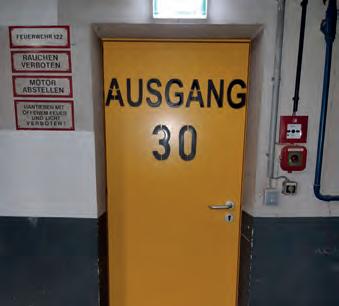 FEUERWEHR 122
RAUCHEN
VERBOTEN
MOTOR
ABSTELLEN
HANTIEREN MIT
OFFENEM FEUER
UND LICHT
VERBOTEN!
AUSGANG
30